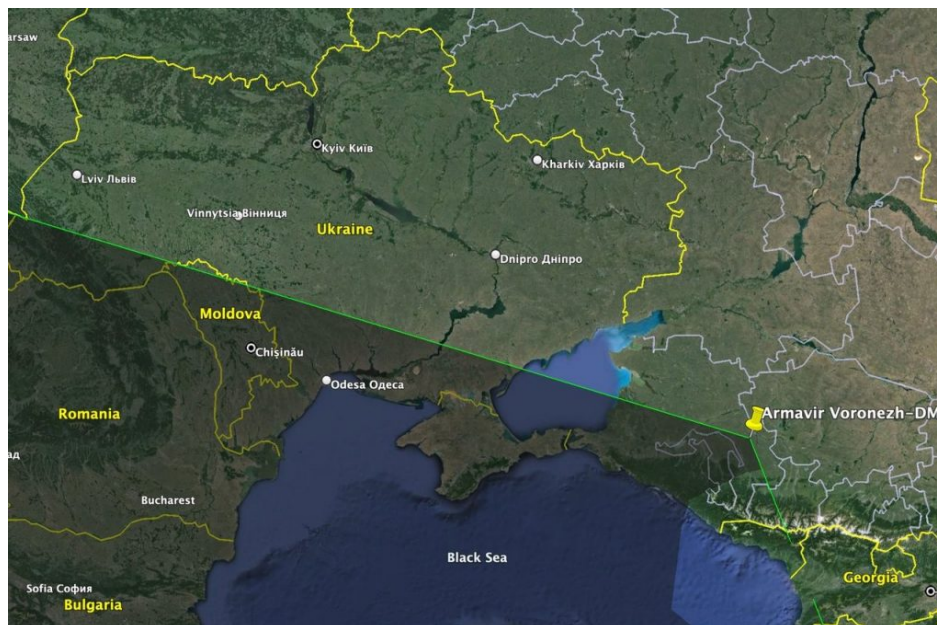 arsaw
Kyiv Київ
Kharkiv Харків
Lviv Львів
Vinnytsia Вінниця
Ukraine
Dnipro Дніпро
Moldova
Chișinău
Odesa Одеса
Romania
Armavir Voronezh-DM
ад
Bucharest
Black Sea
Georgia
Sofia София
Bulgaria